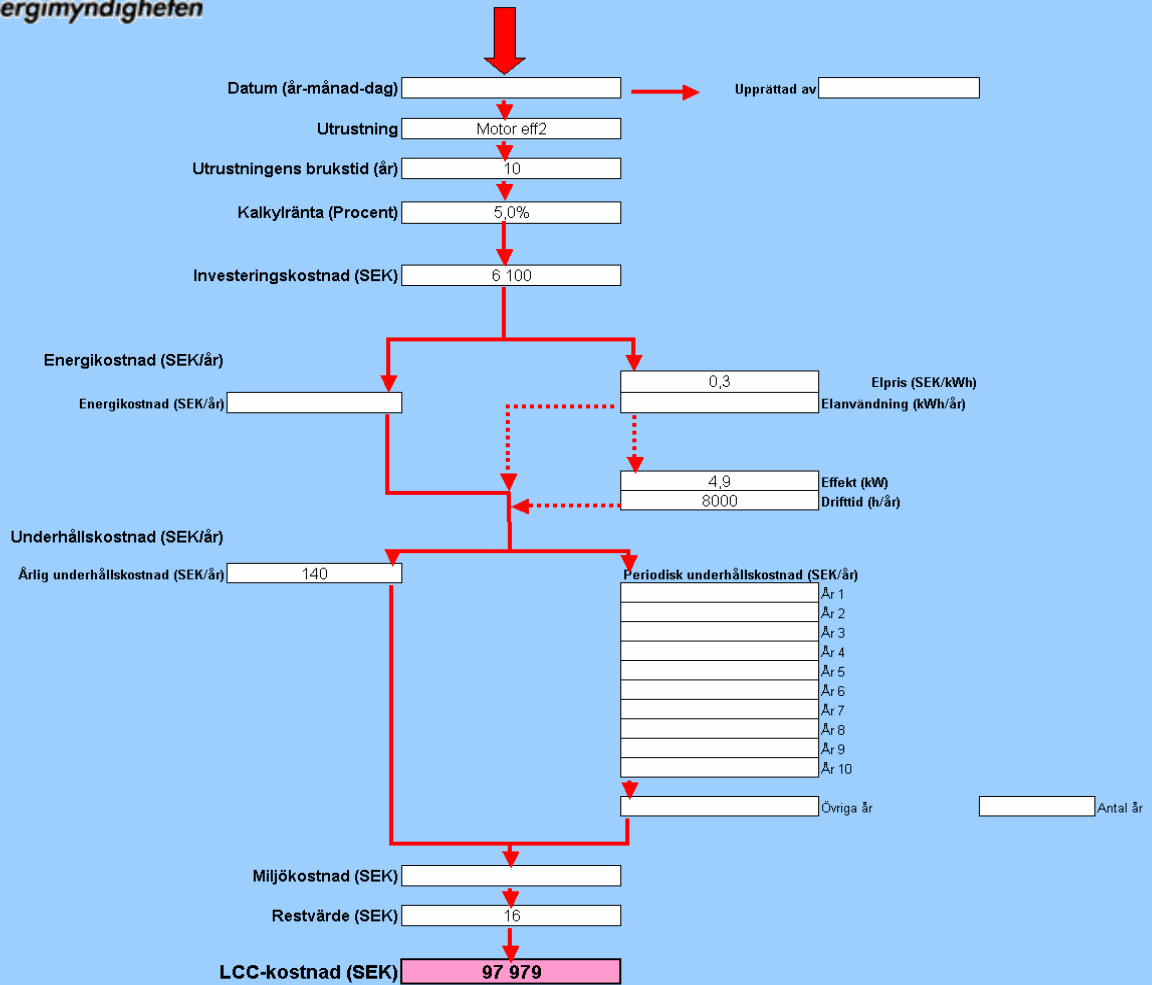 ergimyndigheten
Datum (år-månad-dag)
Upprättad av
Utrustning Motor eff2
Utrustningens brukstid (år) 10
Kalkylränta (Procent) 5,0%
Investeringskostnad (SEK) 6 100
Energikostnad (SEK/år)
0,3 Elpris (SEK/kWh)
Energikostnad (SEK/år)
Elanvändning (kWh/år)
4,9 Effekt (kW)
8000 Drifttid (h/år)
Underhållskostnad (SEK/år)
Årlig underhållskostnad (SEK/år) 140
Periodisk underhållskostnad (SEK/år)
År 1
År 2
År 3
År 4
År 5
År 6
År 7
År 8
År 9
År 10
Övriga år
Antal år
Miljökostnad (SEK)
Restvärde (SEK) 16
LCC-kostnad (SEK) 97 979